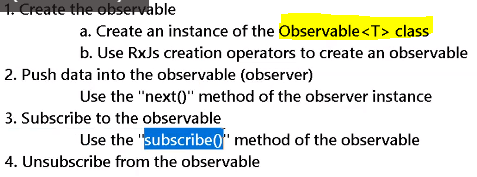 1. Create the observable
a. Create an instance of the Observable<T> class
b. Use RxJs creation operators to create an observable
2. Push data into the observable (observer)
Use the "next()" method of the observer instance
3. Subscribe to the observable
Use the "subscribe()" method of the observable
4. Unsubscribe from the observable